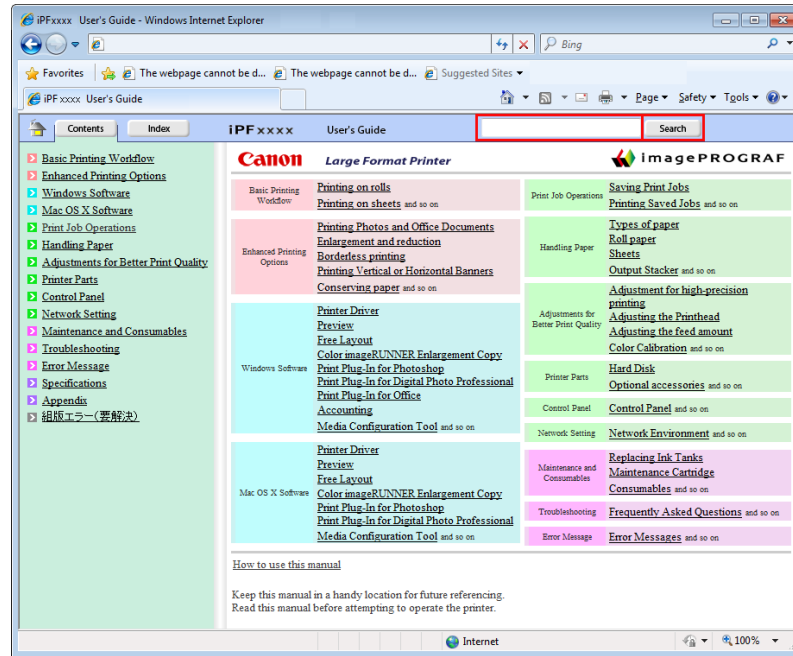 iPFxxxx User's Guide - Windows Internet Explorer
Bing
Favorites
The webpage cannot be d...
The webpage cannot be d...
Suggested Sites
iPF xxxx User's Guide
Page
Safety
Tools
Contents
Index
iPF xxxx
User's Guide
Search
Basic Printing Workflow
Enhanced Printing Options
Windows Software
Mac OS X Software
Print Job Operations
Handling Paper
Adjustments for Better Print Quality
Printer Parts
Control Panel
Network Setting
Maintenance and Consumables
Troubleshooting
Error Message
Specifications
Appendix
組版エラー(要解決)
Canon
Large Format Printer
imagePROGRAF
Basic Printing
Workflow
Printing on rolls
Printing on sheets and so on
Enhanced Printing
Options
Printing Photos and Office Documents
Enlargement and reduction
Borderless printing
Printing Vertical or Horizontal Banners
Conserving paper and so on
Windows Software
Printer Driver
Preview
Free Layout
Color imageRUNNER Enlargement Copy
Print Plug-In for Photoshop
Print Plug-In for Digital Photo Professional
Print Plug-In for Office
Accounting
Media Configuration Tool and so on
Mac OS X Software
Printer Driver
Preview
Free Layout
Color imageRUNNER Enlargement Copy
Print Plug-In for Photoshop
Print Plug-In for Digital Photo Professional
Media Configuration Tool and so on
Print Job Operations
Saving Print Jobs
Printing Saved Jobs and so on
Handling Paper
Types of paper
Roll paper
Sheets
Output Stacker and so on
Adjustments for
Better Print Quality
Adjustment for high-precision
printing
Adjusting the Printhead
Adjusting the feed amount
Color Calibration and so on
Printer Parts
Hard Disk
Optional accessories and so on
Control Panel
Control Panel and so on
Network Setting
Network Environment and so on
Maintenance and
Consumables
Replacing Ink Tanks
Maintenance Cartridge
Consumables and so on
Troubleshooting
Frequently Asked Questions and so on
Error Message
Error Messages and so on
How to use this manual
Keep this manual in a handy location for future referencing.
Read this manual before attempting to operate the printer.
Internet
100%